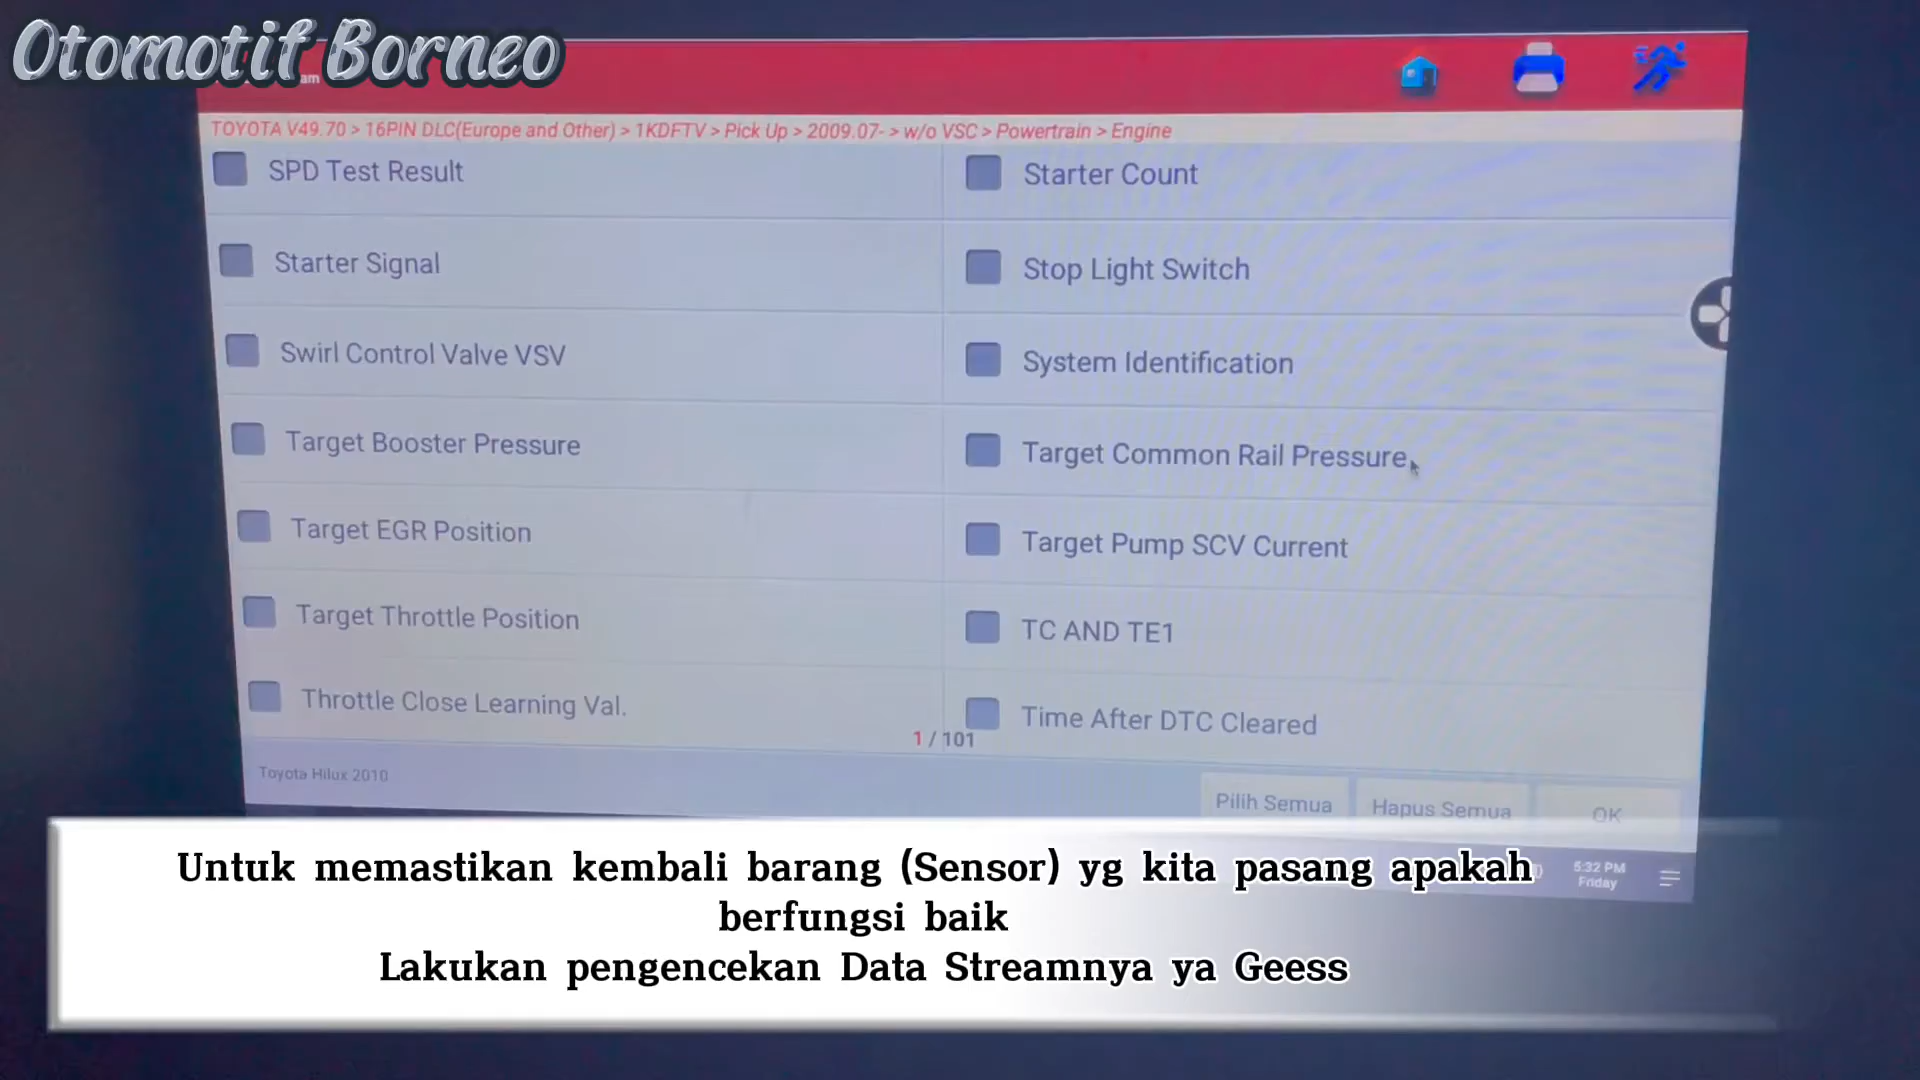 Otomotif Borneo
am
TOYOTA V49.70 > 16PIN DLC(Europe and Other) > 1KDFTV > Pick Up > 2009.07- > w/o VSC > Powertrain > Engine
SPD Test Result
Starter Count
Starter Signal
Stop Light Switch
Swirl Control Valve VSV
System Identification
Target Booster Pressure
Target Common Rail Pressure
Target EGR Position
Target Pump SCV Current
Target Throttle Position
TC AND TE1
Throttle Close Learning Val.
Time After DTC Cleared
1 / 101
Toyota Hilux 2010
Pilih Semua
Hapus Semua
OK
Untuk memastikan kembali barang (Sensor) yg kita pasang apakah
berfungsi baik
Lakukan pengencekan Data Streamnya ya Geess
5:32 PM
Friday